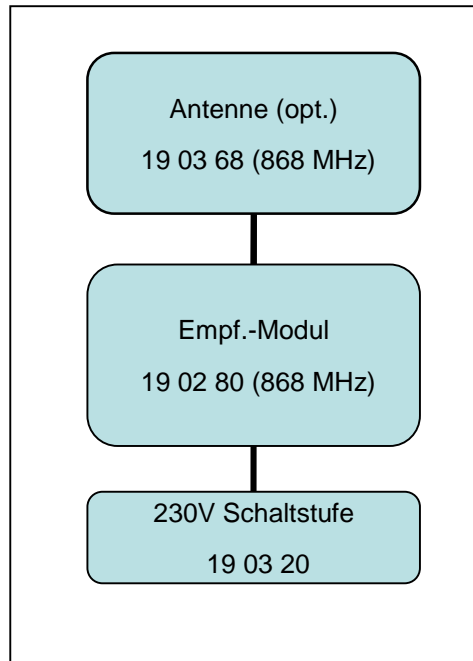 Antenne (opt.)
19 03 68 (868 MHz)
Empf.-Modul
19 02 80 (868 MHz)
230V Schaltstufe
19 03 20